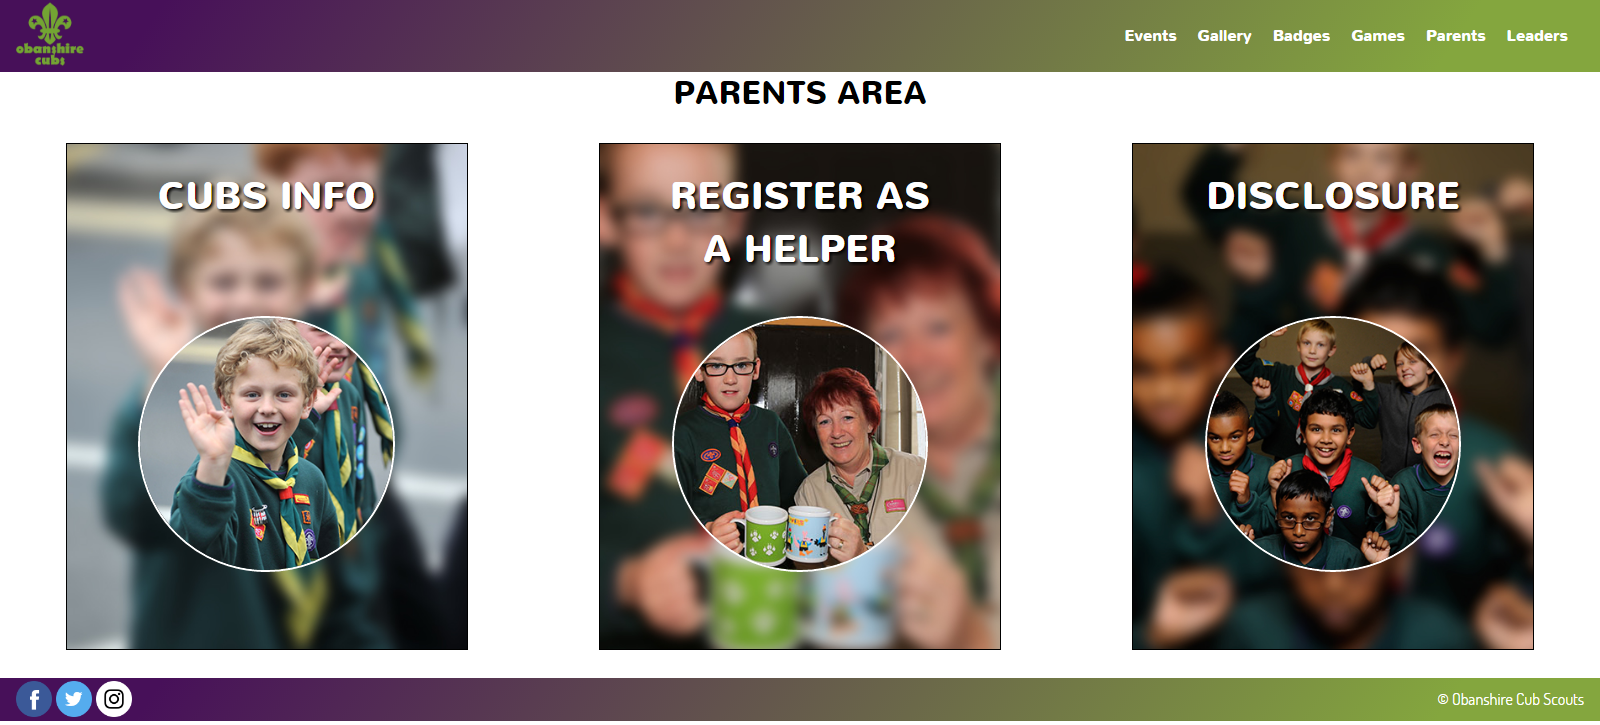 obanshire
cubs
Events Gallery Badges Games Parents Leaders
PARENTS AREA
CUBS INFO
REGISTER AS
A HELPER
DISCLOSURE
© Obanshire Cub Scouts